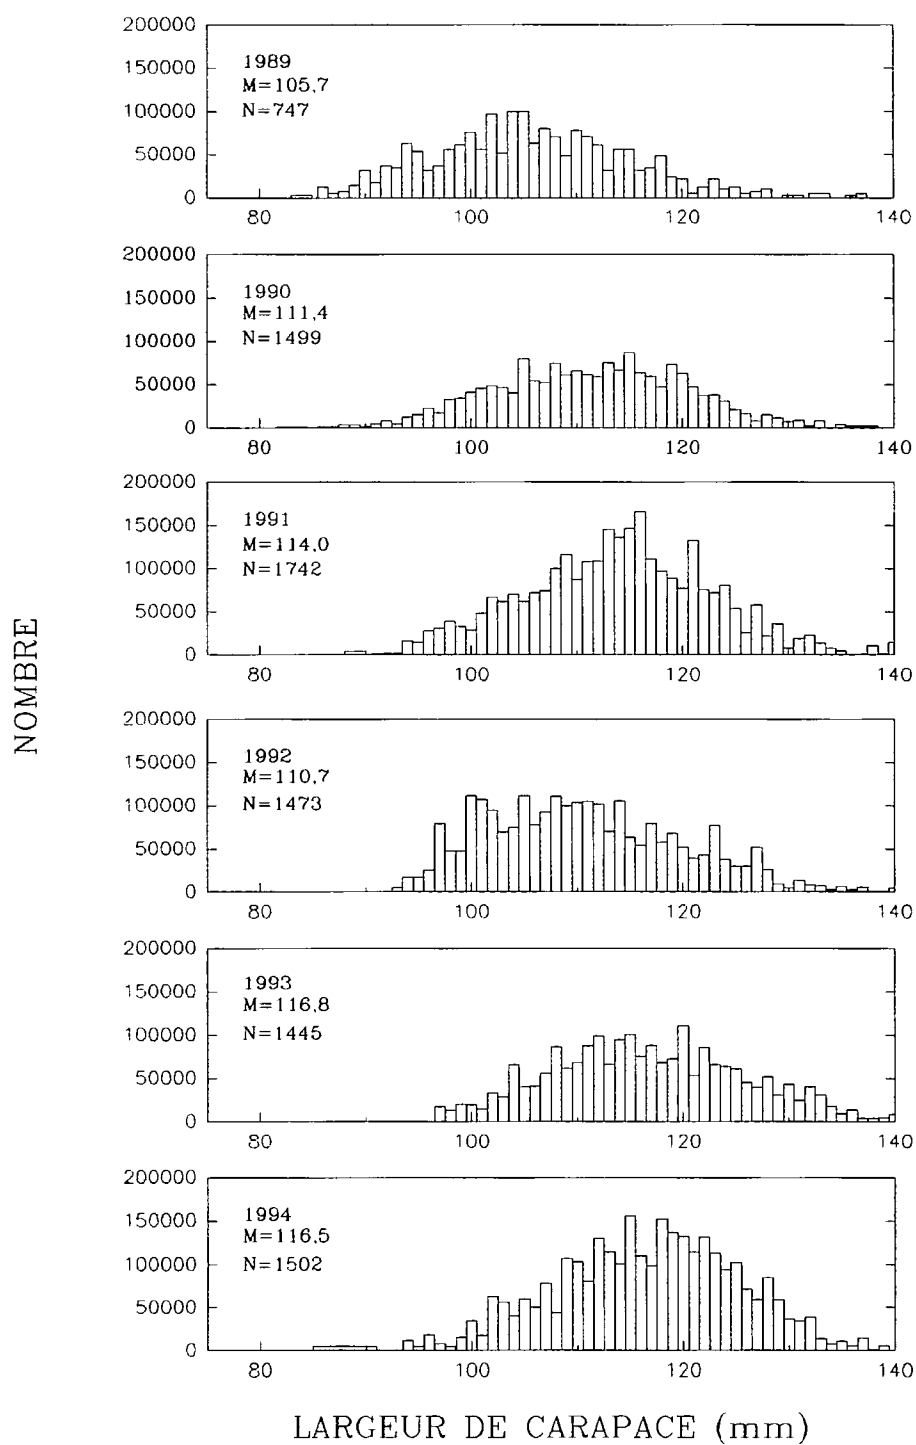 NOMBRE
200000
150000
100000
50000
0
1989
M=105,7
N=747
80 100 120 140
200000
150000
100000
50000
0
1990
M=111,4
N=1499
80 100 120 140
200000
150000
100000
50000
0
1991
M=114,0
N=1742
80 100 120 140
200000
150000
100000
50000
0
1992
M=110,7
N=1473
80 100 120 140
200000
150000
100000
50000
0
1993
M=116,8
N=1445
80 100 120 140
200000
150000
100000
50000
0
1994
M=116,5
N=1502
80 100 120 140
LARGEUR DE CARAPACE (mm)